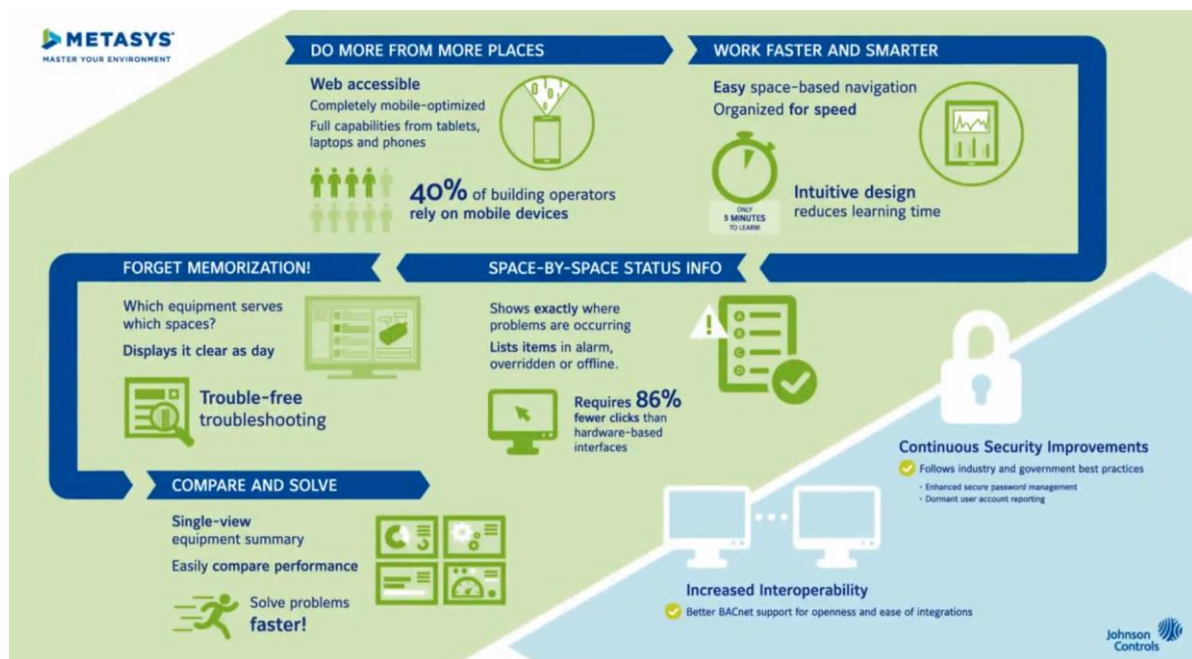 METASYS
MASTER YOUR ENVIRONMENT
DO MORE FROM MORE PLACES
Web accessible
Completely mobile-optimized
Full capabilities from tablets,
laptops and phones
40% of building operators
rely on mobile devices
WORK FASTER AND SMARTER
Easy space-based navigation
Organized for speed
ONLY
5 MINUTES
TO LEARN!
Intuitive design
reduces learning time
SPACE-BY-SPACE STATUS INFO
Shows exactly where
problems are occurring
Lists items in alarm,
overridden or offline.
A
B
C
D
Requires 86%
fewer clicks than
hardware-based
interfaces
FORGET MEMORIZATION!
Which equipment serves
which spaces?
Displays it clear as day
Trouble-free
troubleshooting
COMPARE AND SOLVE
Single-view
equipment summary
Easily compare performance
Solve problems
faster!
Continuous Security Improvements
Follows industry and government best practices
· Enhanced secure password management
· Dormant user account reporting
Increased Interoperability
Better BACnet support for openness and ease of integrations
Johnson
Controls